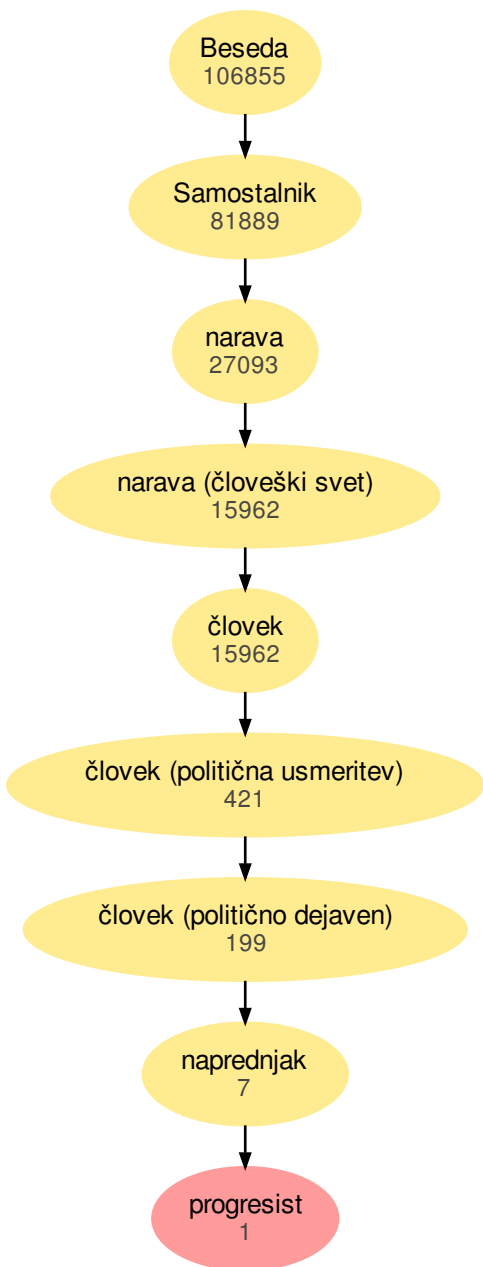 Beseda
106855
Samostalnik
81889
narava
27093
narava (človeški svet)
15962
človek
15962
človek (politična usmeritev)
421
človek (politično dejaven)
199
naprednjak
7
progresist
1